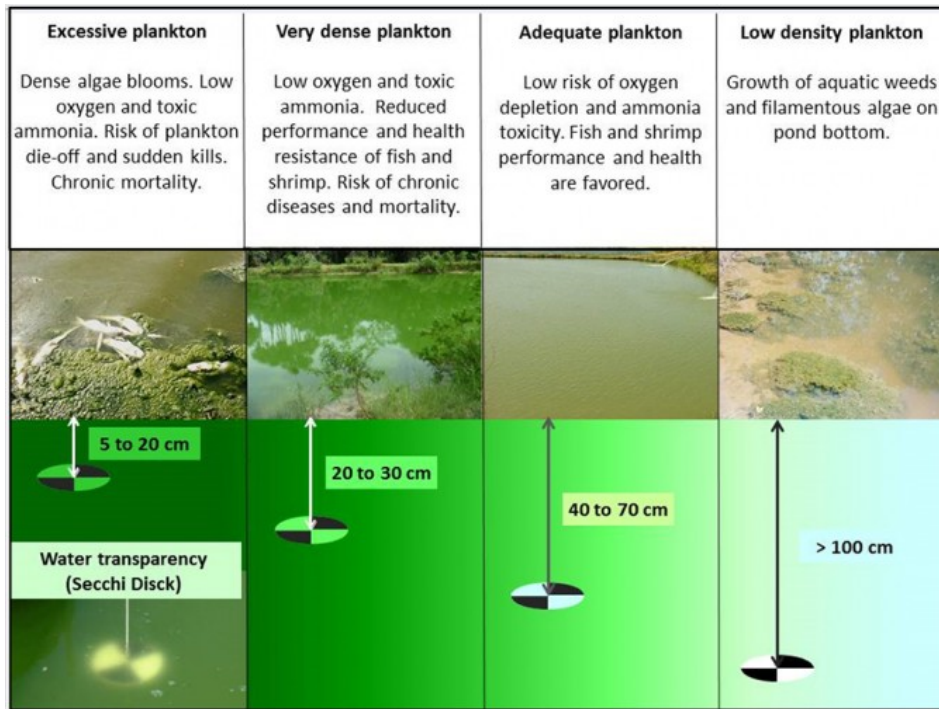 Excessive plankton
Dense algae blooms. Low
oxygen and toxic
ammonia. Risk of plankton
die-off and sudden kills.
Chronic mortality.
Very dense plankton
Low oxygen and toxic
ammonia. Reduced
performance and health
resistance of fish and
shrimp. Risk of chronic
diseases and mortality.
Adequate plankton
Low risk of oxygen
depletion and ammonia
toxicity. Fish and shrimp
performance and health
are favored.
Low density plankton
Growth of aquatic weeds
and filamentous algae on
pond bottom.
5 to 20 cm
20 to 30 cm
40 to 70 cm
> 100 cm
Water transparency
(Secchi Disck)